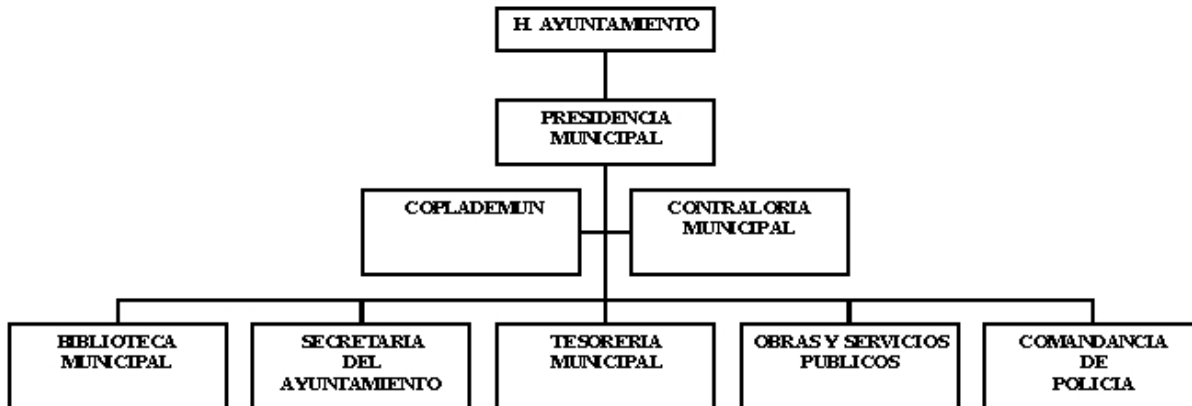 H. AYUNTAMIENTO
PRESIDENCIA
MUNICIPAL
COPLADEMUN
CONTRALORIA
MUNICIPAL
BIBLIOTECA
MUNICIPAL
SECRETARIA
DEL
AYUNTAMIENTO
TESORERIA
MUNICIPAL
OBRAS Y SERVICIOS
PUBLICOS
COMANDANCIA
DE
POLICIA